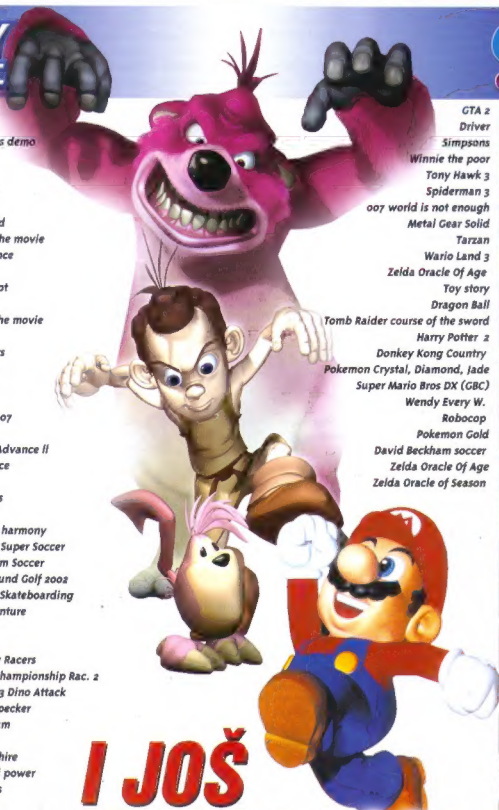 Y
E
s demo
d
he movie
nce
pt
he movie
rs
07
Advance II
ce
s
harmony
Super Soccer
m Soccer
und Golf 2002
Skateboarding
nture
Racers
hampionship Rac. 2
3 Dino Attack
pecker
m
hire
power
s
GTA 2
Driver
Simpsons
Winnie the poor
Tony Hawk 3
Spiderman 3
007 world is not enough
Metal Gear Solid
Tarzan
Wario Land 3
Zelda Oracle Of Age
Toy story
Dragon Ball
Tomb Raider course of the sword
Harry Potter 2
Donkey Kong Country
Pokemon Crystal, Diamond, Jade
Super Mario Bros DX (GBC)
Wendy Every W.
Robocop
Pokemon Gold
David Beckham soccer
Zelda Oracle Of Age
Zelda Oracle of Season
I JOŠ